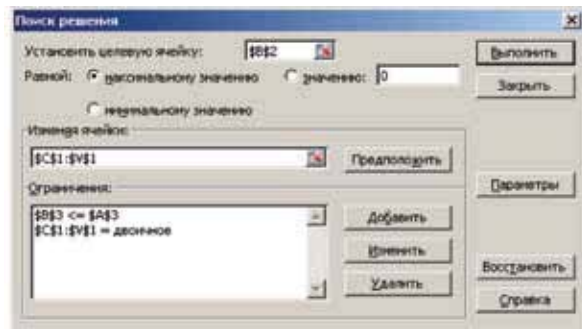 Поиск решения
Установить целевую ячейку: $B$2 Выполнить
Равной: максимальному значению значению: 0 Закрыть
минимальному значению
Изменяя ячейки:
$C$1:$V$1 Предположить
Ограничения: Параметры
$B$3 <= $A$3 Добавить
$C$1:$V$1 = двоичное
Изменить
Восстановить
Удалить
Справка